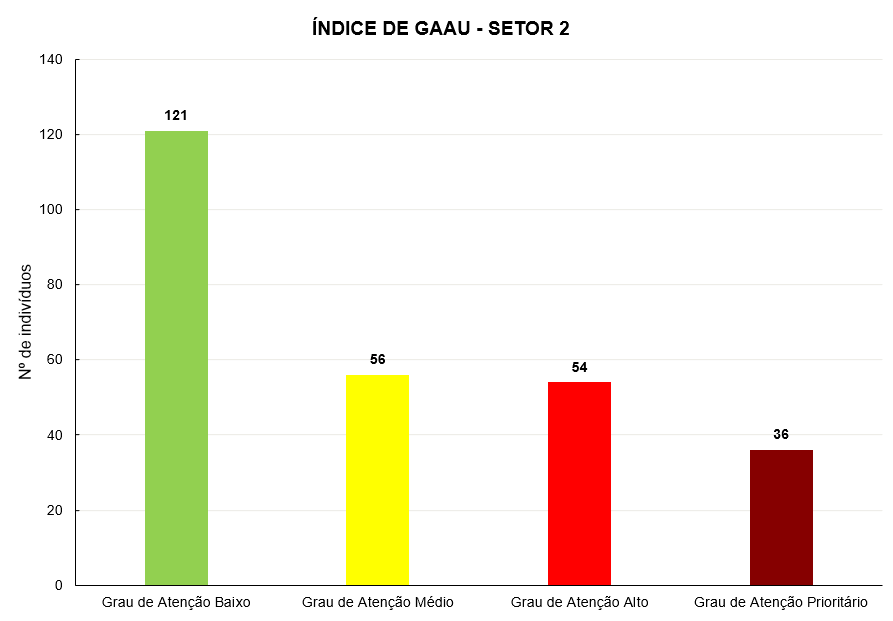 ÍNDICE DE GAAU - SETOR 2
Nº de indivíduos
140
120
100
80
60
40
20
0
121
56
54
36
Grau de Atenção Baixo
Grau de Atenção Médio
Grau de Atenção Alto
Grau de Atenção Prioritário